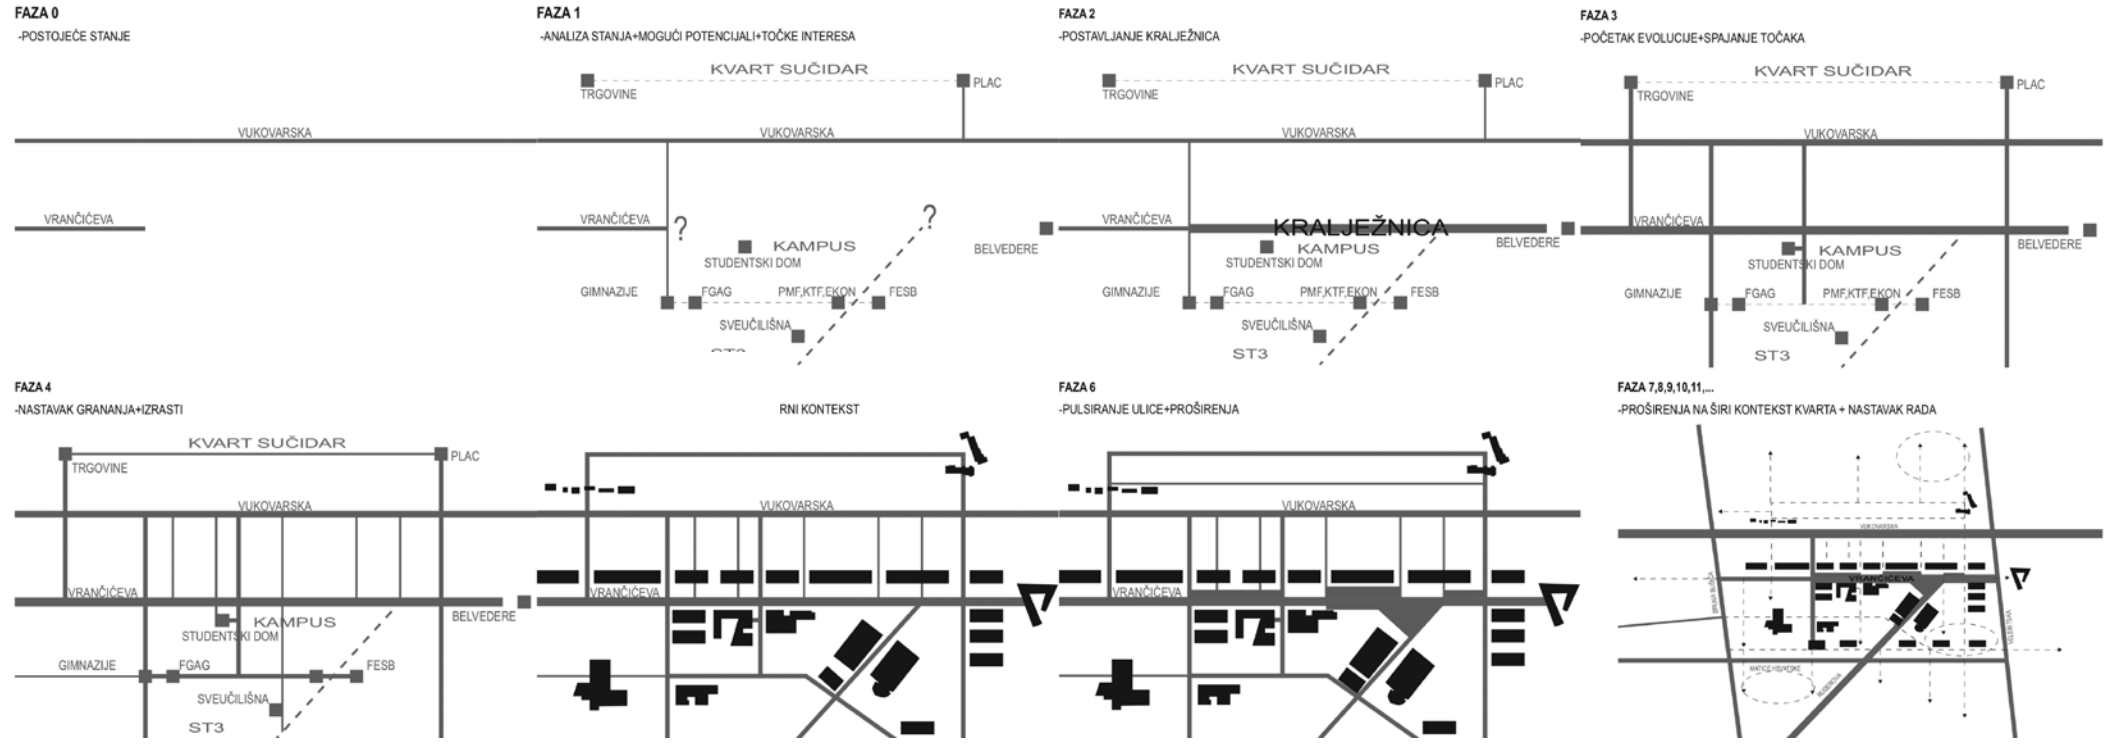 FAZA 0
-POSTOJEĆE STANJE
VUKOVARSKA
VRANČIĆEVA
FAZA 1
-ANALIZA STANJA+MOGUĆI POTENCIJALI+TOČKE INTERESA
KVART SUČIDAR
TRGOVINE
PLAC
VUKOVARSKA
VRANČIĆEVA
?
?
KAMPUS
BELVEDERE
STUDENTSKI DOM
GIMNAZIJE
FGAG
PMF,KTF,EKON
FESB
SVEUČILIŠNA
FAZA 2
-POSTAVLJANJE KRALJEŽNICA
KVART SUČIDAR
TRGOVINE
PLAC
VUKOVARSKA
VRANČIĆEVA
KRALJEŽNICA
BELVEDERE
KAMPUS
STUDENTSKI DOM
GIMNAZIJE
FGAG
PMF,KTF,EKON
FESB
SVEUČILIŠNA
ST3
FAZA 3
-POČETAK EVOLUCIJE+SPAJANJE TOČAKA
KVART SUČIDAR
TRGOVINE
PLAC
VUKOVARSKA
VRANČIĆEVA
KAMPUS
BELVEDERE
STUDENTSKI DOM
GIMNAZIJE
FGAG
PMF,KTF,EKON
FESB
SVEUČILIŠNA
ST3
FAZA 4
-NASTAVAK GRANANJA+IZRASTI
KVART SUČIDAR
TRGOVINE
PLAC
VUKOVARSKA
VRANČIĆEVA
BELVEDERE
KAMPUS
STUDENTSKI DOM
GIMNAZIJE
FGAG
FESB
SVEUČILIŠNA
ST3
RNI KONTEKST
VUKOVARSKA
VRANČIĆEVA
FAZA 6
-PULSIRANJE ULICE+PROŠIRENJA
VUKOVARSKA
VRANČIĆEVA
FAZA 7,8,9,10,11,...
-PROŠIRENJA NA ŠIRI KONTEKST KVARTA + NASTAVAK RADA
VUKOVARSKA
VRANČIĆEVA
MATICE HRVATSKE